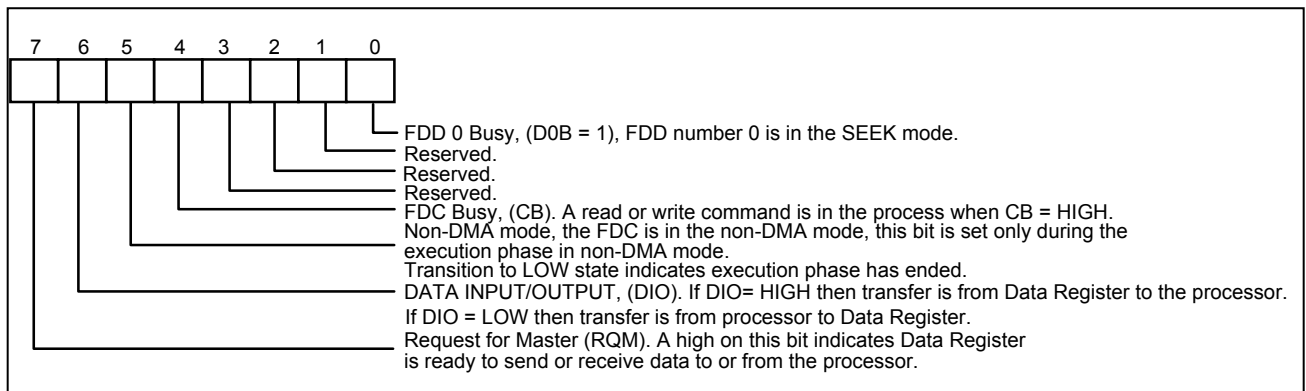 7 6 5 4 3 2 1 0
FDD 0 Busy, (D0B = 1), FDD number 0 is in the SEEK mode.
Reserved.
Reserved.
Reserved.
FDC Busy, (CB). A read or write command is in the process when CB = HIGH.
Non-DMA mode, the FDC is in the non-DMA mode, this bit is set only during the
execution phase in non-DMA mode.
Transition to LOW state indicates execution phase has ended.
DATA INPUT/OUTPUT, (DIO). If DIO= HIGH then transfer is from Data Register to the processor.
If DIO = LOW then transfer is from processor to Data Register.
Request for Master (RQM). A high on this bit indicates Data Register
is ready to send or receive data to or from the processor.